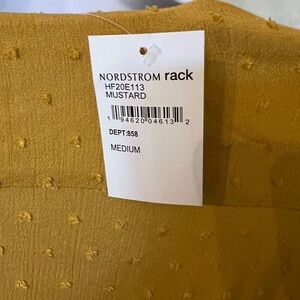 NORDSTROM rack
HF20E113
MUSTARD
1 94620 04613 2
DEPT:858
MEDIUM